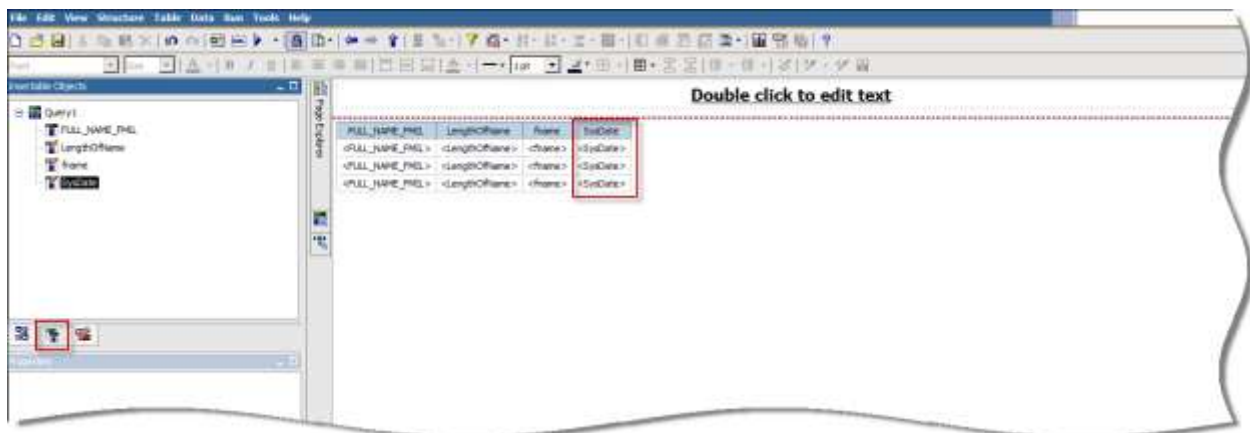 File Edit View Structure Table Data Run Tools Help
1 pt
Insertable Objects
Query1
FULL_NAME_FMIL
LengthOfName
fname
SysDate
Page Explorer
Double click to edit text
FULL_NAME_FMIL LengthOfName fname SysDate
<FULL_NAME_FMIL> <LengthOfName> <fname> <SysDate>
<FULL_NAME_FMIL> <LengthOfName> <fname> <SysDate>
<FULL_NAME_FMIL> <LengthOfName> <fname> <SysDate>